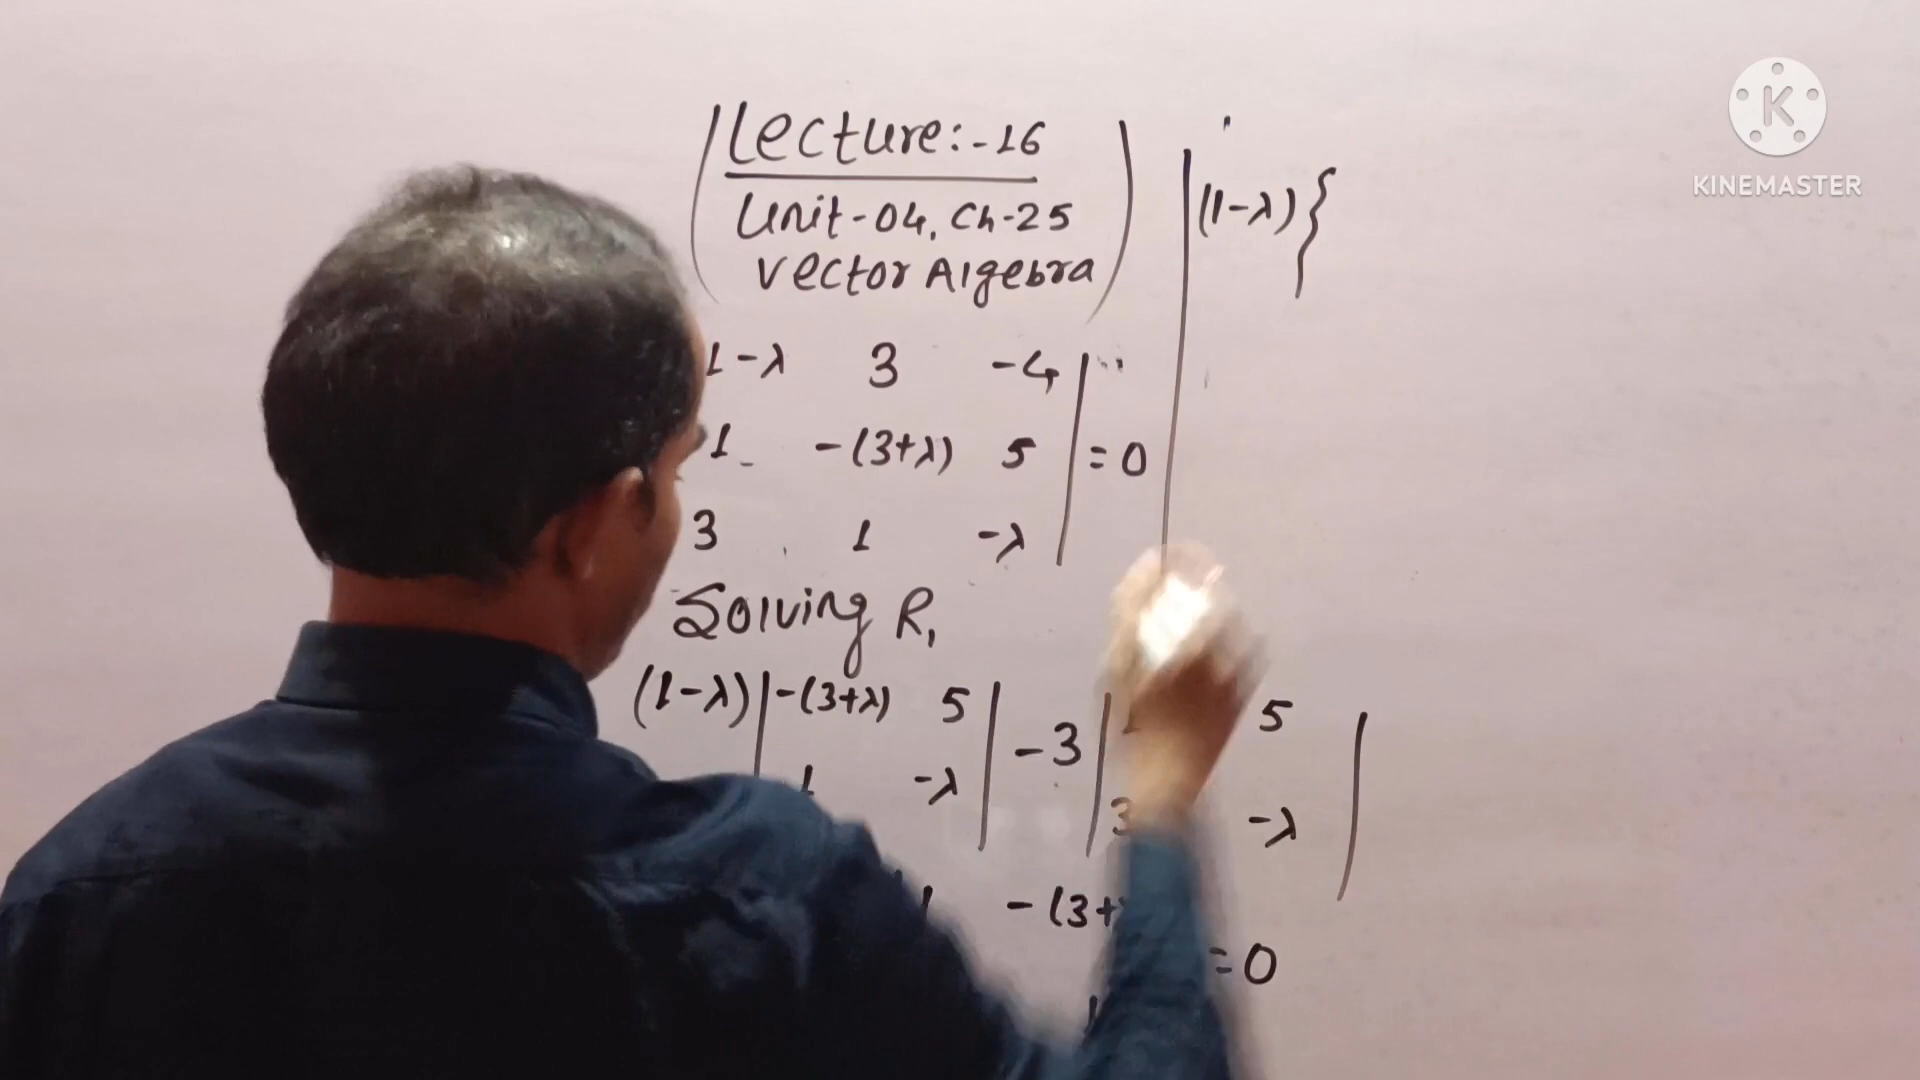 Lecture:-16
Unit-04, Ch-25
Vector Algebra
1-λ 3 -4
1 -(3+λ) 5 =0
3 1 -λ
Solving R1
(1-λ) -(3+λ) 5 -3 5
1 -λ 3 -λ
1 -(3+
=0
(1-λ){
KINEMASTER